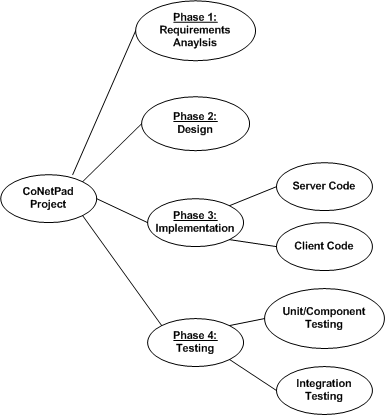 Phase 1:
Requirements
Anaylsis
Phase 2:
Design
CoNetPad
Project
Phase 3:
Implementation
Server Code
Client Code
Phase 4:
Testing
Unit/Component
Testing
Integration
Testing